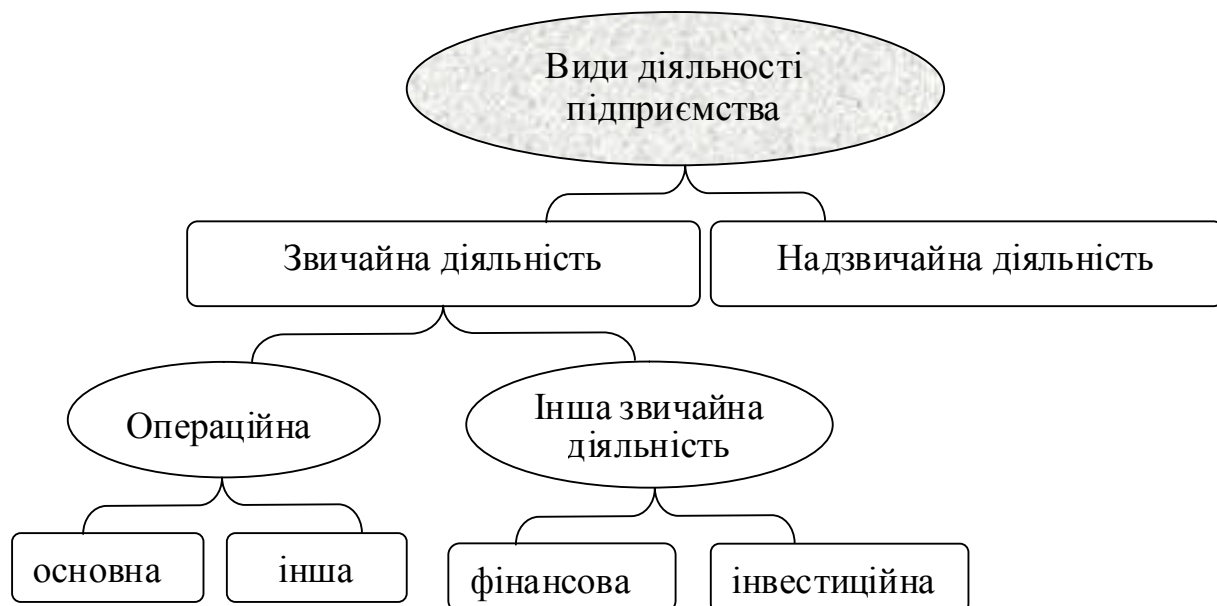 Види діяльності
підприємства
Звичайна діяльність
Надзвичайна діяльність
Операційна
Інша звичайна
діяльність
основна
інша
фінансова
інвестиційна